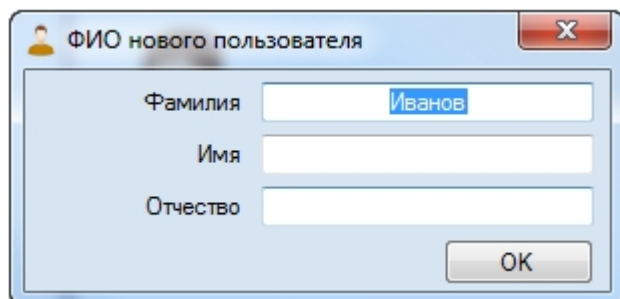 ФИО нового пользователя
Фамилия Иванов
Имя
Отчество
OK